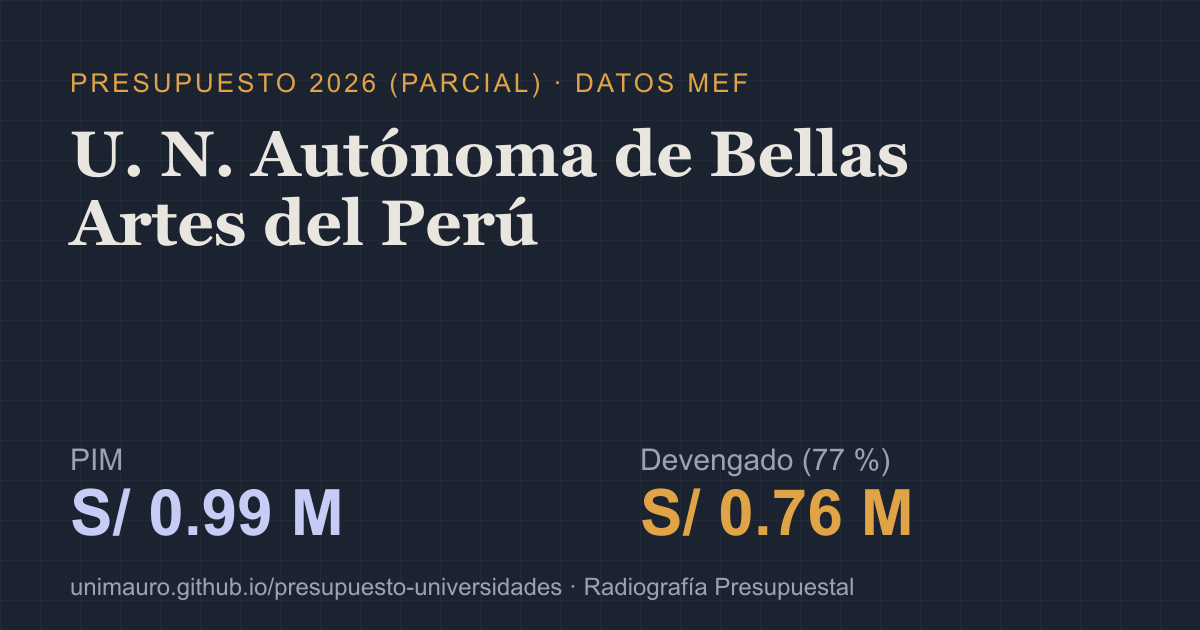 PRESUPUESTO 2026 (PARCIAL) · DATOS MEF
U. N. Autónoma de Bellas
Artes del Perú
PIM
S/ 0.99 M
Devengado (77 %)
S/ 0.76 M
unimauro.github.io/presupuesto-universidades · Radiografía Presupuestal